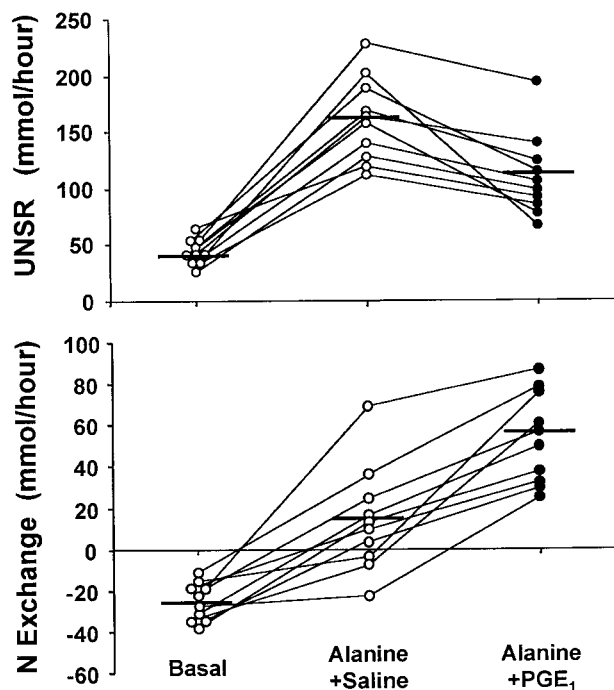 UNSR (mmol/hour)
250
200
150
100
50
0
N Exchange (mmol/hour)
100
80
60
40
20
0
-20
-40
-60
Basal
Alanine
+Saline
Alanine
+PGE₁